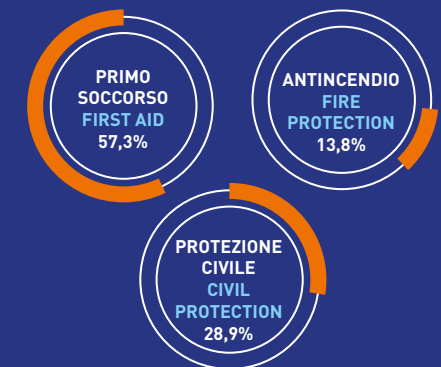 PRIMO
SOCCORSO
FIRST AID
57,3%
ANTINCENDIO
FIRE
PROTECTION
13,8%
PROTEZIONE
CIVILE
CIVIL
PROTECTION
28,9%